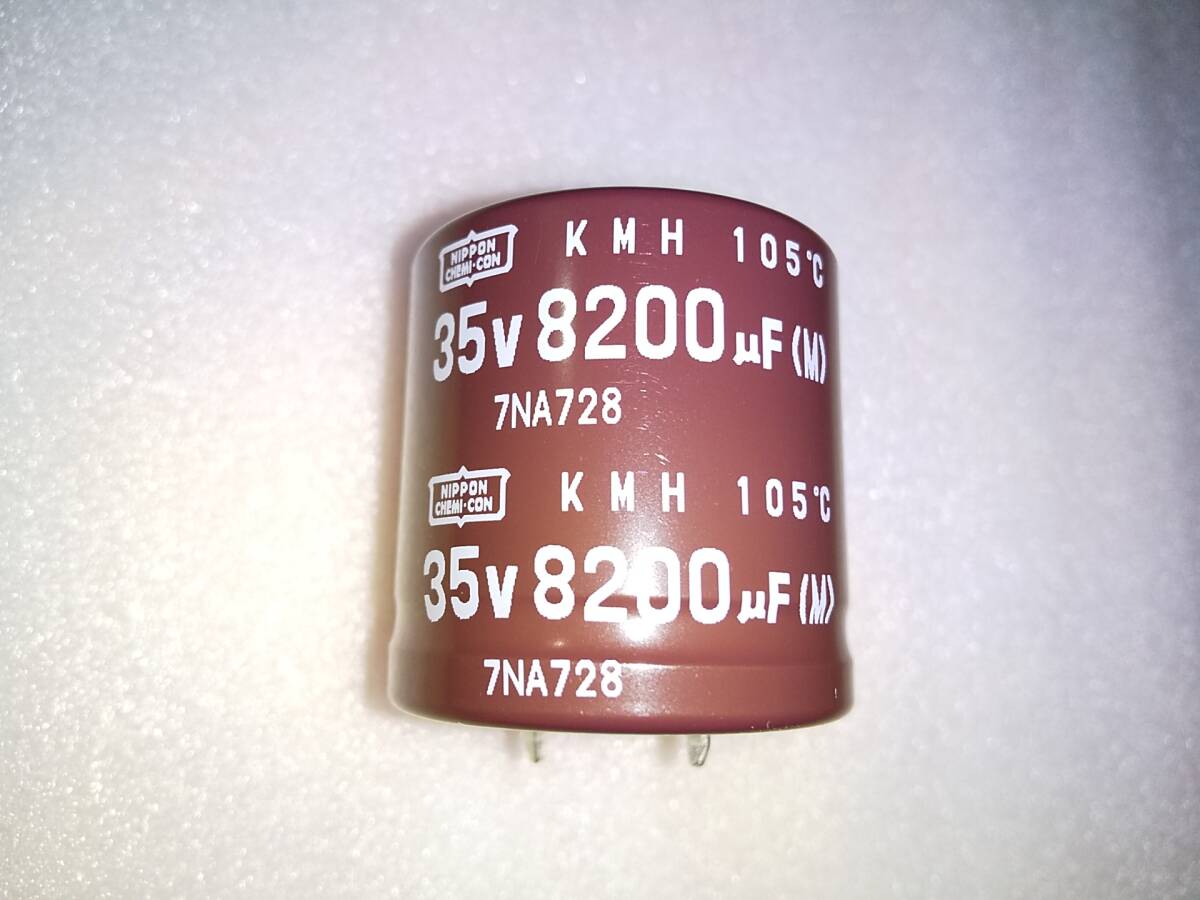 NIPPON CHEMI-CON KMH 105℃
35V 8200μF(M)
7NA728
NIPPON CHEMI-CON KMH 105℃
35V 8200μF(M)
7NA728